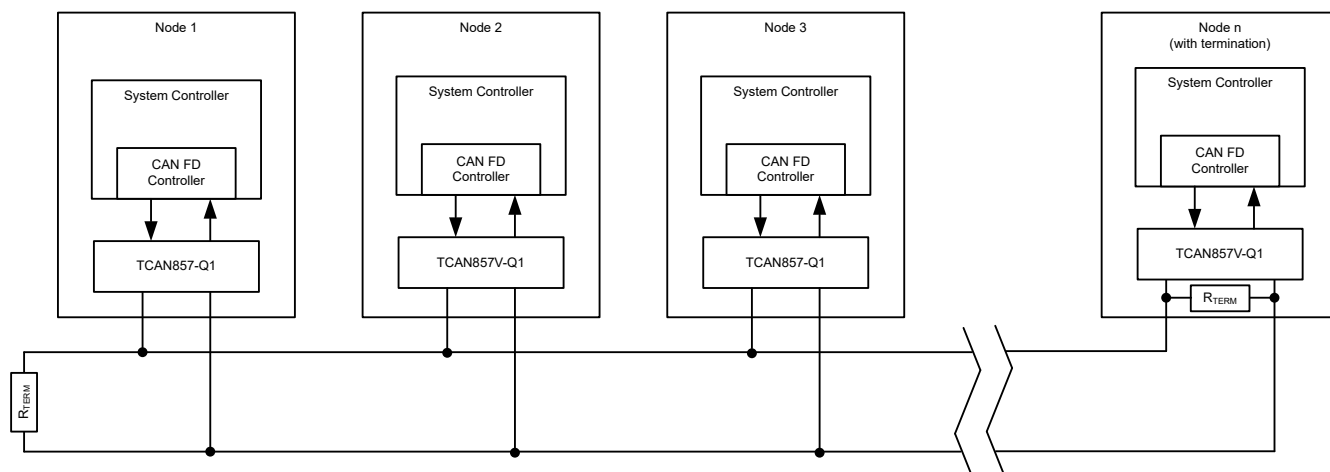 Node 1
System Controller
CAN FD
Controller
TCAN857-Q1
Node 2
System Controller
CAN FD
Controller
TCAN857V-Q1
Node 3
System Controller
CAN FD
Controller
TCAN857-Q1
Node n
(with termination)
System Controller
CAN FD
Controller
TCAN857V-Q1
RTERM
RTERM